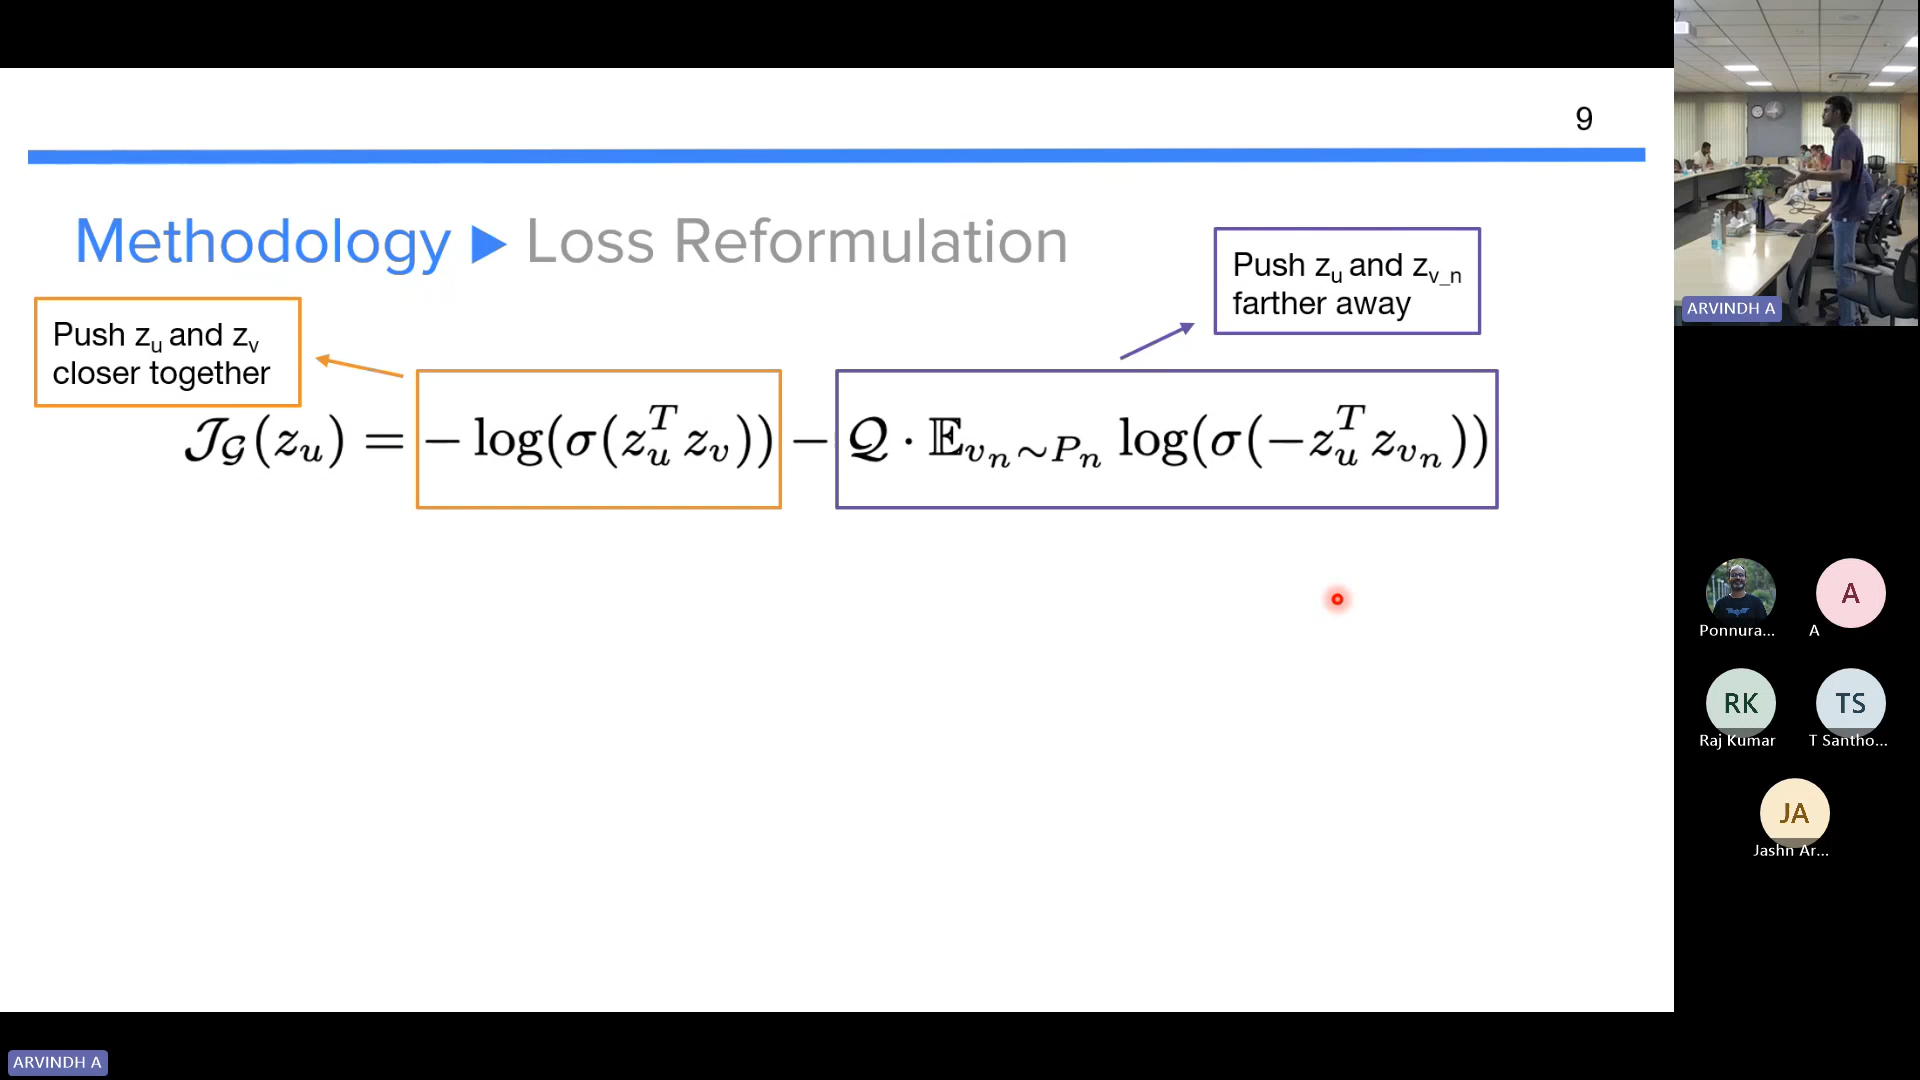 9
Methodology ▶ Loss Reformulation
Push z_u and z_v
closer together
Push z_u and z_{v_n}
farther away
𝒥_𝒢(z_u) = − log(σ(z_u^T z_v)) − 𝒬 · 𝔼_{v_n∼P_n} log(σ(−z_u^T z_{v_n}))
ARVINDH A
Ponnura...
A
A
RK
Raj Kumar
TS
T Santho...
JA
Jashn Ar...
ARVINDH A